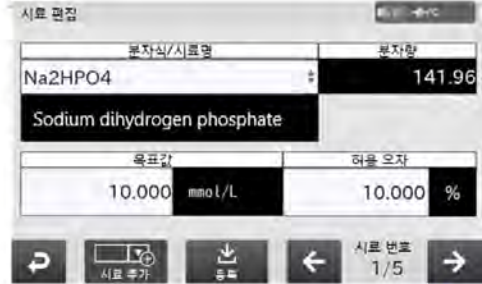 시료 편집
분자식/시료명
분자량
Na2HPO4
141.96
Sodium dihydrogen phosphate
목표값
허용 오차
10.000 mmol/L
10.000 %
시료 추가
등록
시료 번호
1/5